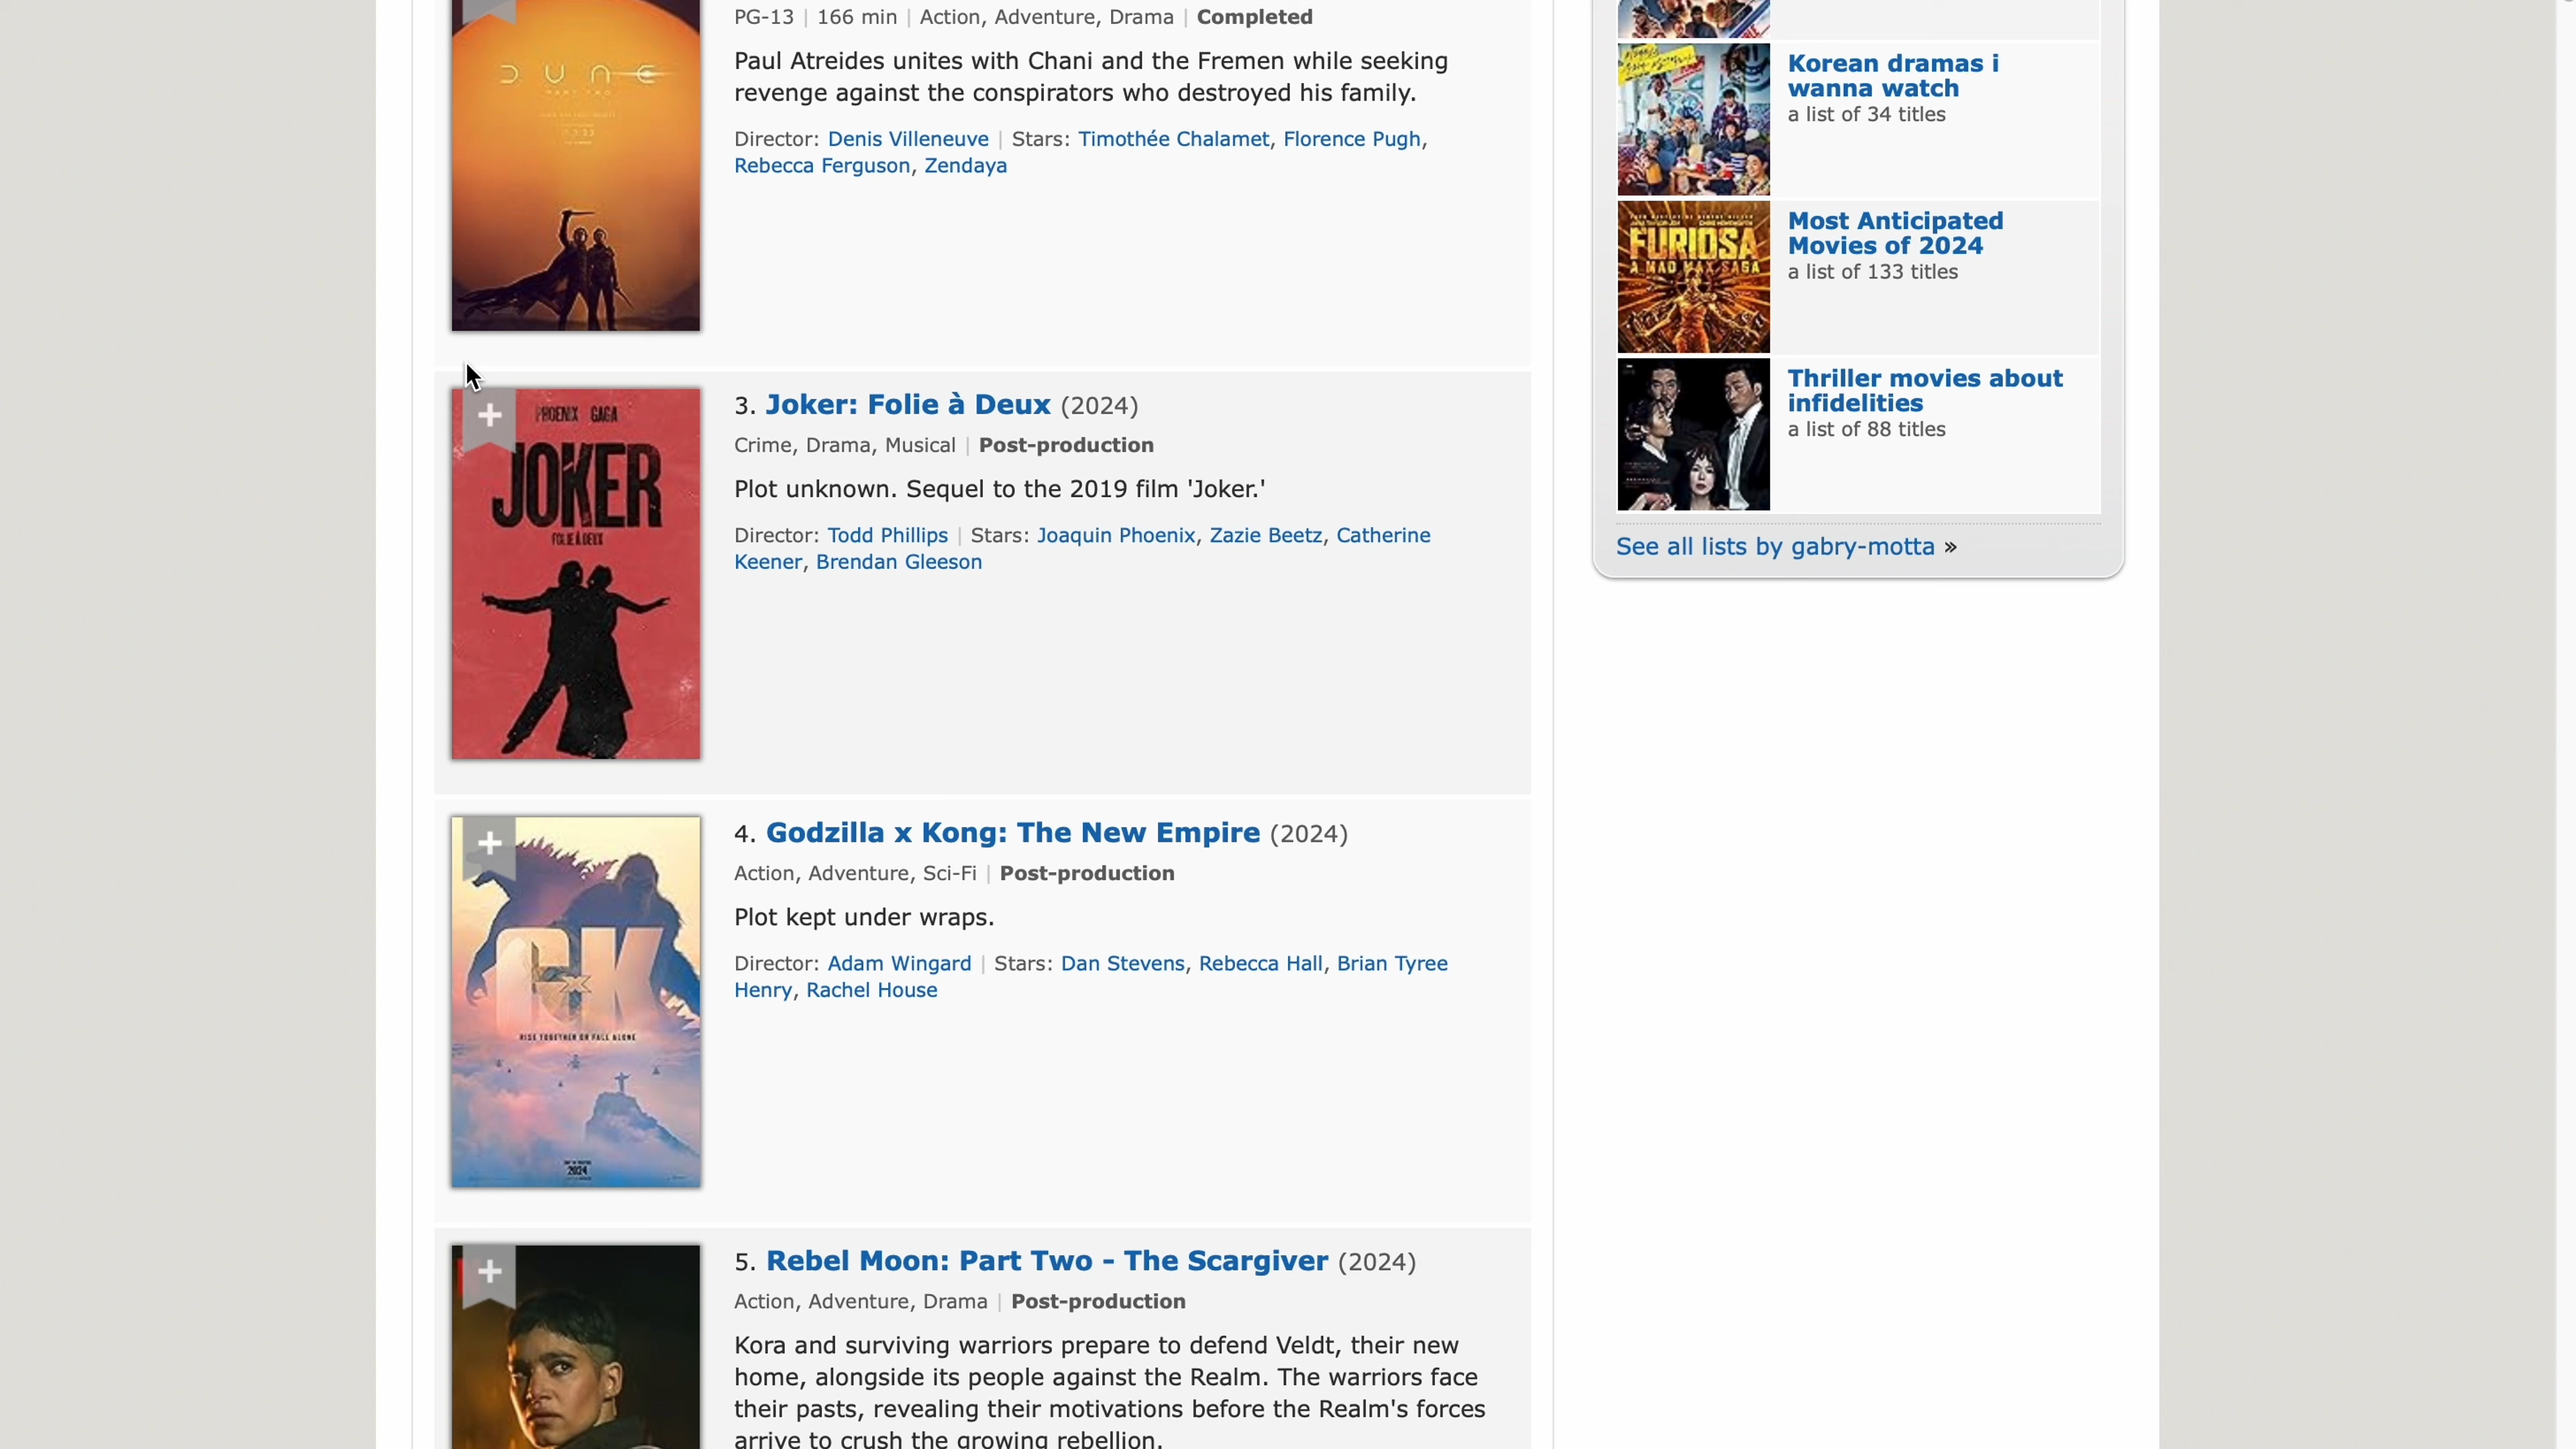 PG-13 | 166 min | Action, Adventure, Drama | Completed
Paul Atreides unites with Chani and the Fremen while seeking
revenge against the conspirators who destroyed his family.
Director: Denis Villeneuve | Stars: Timothée Chalamet, Florence Pugh,
Rebecca Ferguson, Zendaya
DUNE
PART TWO
3. Joker: Folie à Deux (2024)
Crime, Drama, Musical | Post-production
Plot unknown. Sequel to the 2019 film 'Joker.'
Director: Todd Phillips | Stars: Joaquin Phoenix, Zazie Beetz, Catherine
Keener, Brendan Gleeson
PHOENIX GAGA
JOKER
FOLIE À DEUX
4. Godzilla x Kong: The New Empire (2024)
Action, Adventure, Sci-Fi | Post-production
Plot kept under wraps.
Director: Adam Wingard | Stars: Dan Stevens, Rebecca Hall, Brian Tyree
Henry, Rachel House
G X K
RISE TOGETHER OR FALL ALONE
2024
5. Rebel Moon: Part Two - The Scargiver (2024)
Action, Adventure, Drama | Post-production
Kora and surviving warriors prepare to defend Veldt, their new
home, alongside its people against the Realm. The warriors face
their pasts, revealing their motivations before the Realm's forces
arrive to crush the growing rebellion.
Korean dramas i
wanna watch
a list of 34 titles
FURIOSA
A MAD MAX SAGA
Most Anticipated
Movies of 2024
a list of 133 titles
Thriller movies about
infidelities
a list of 88 titles
See all lists by gabry-motta »